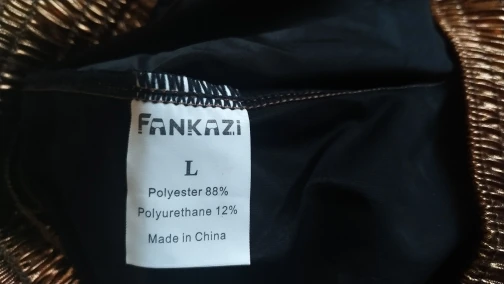 FANKAZI
L
Polyester 88%
Polyurethane 12%
Made in China